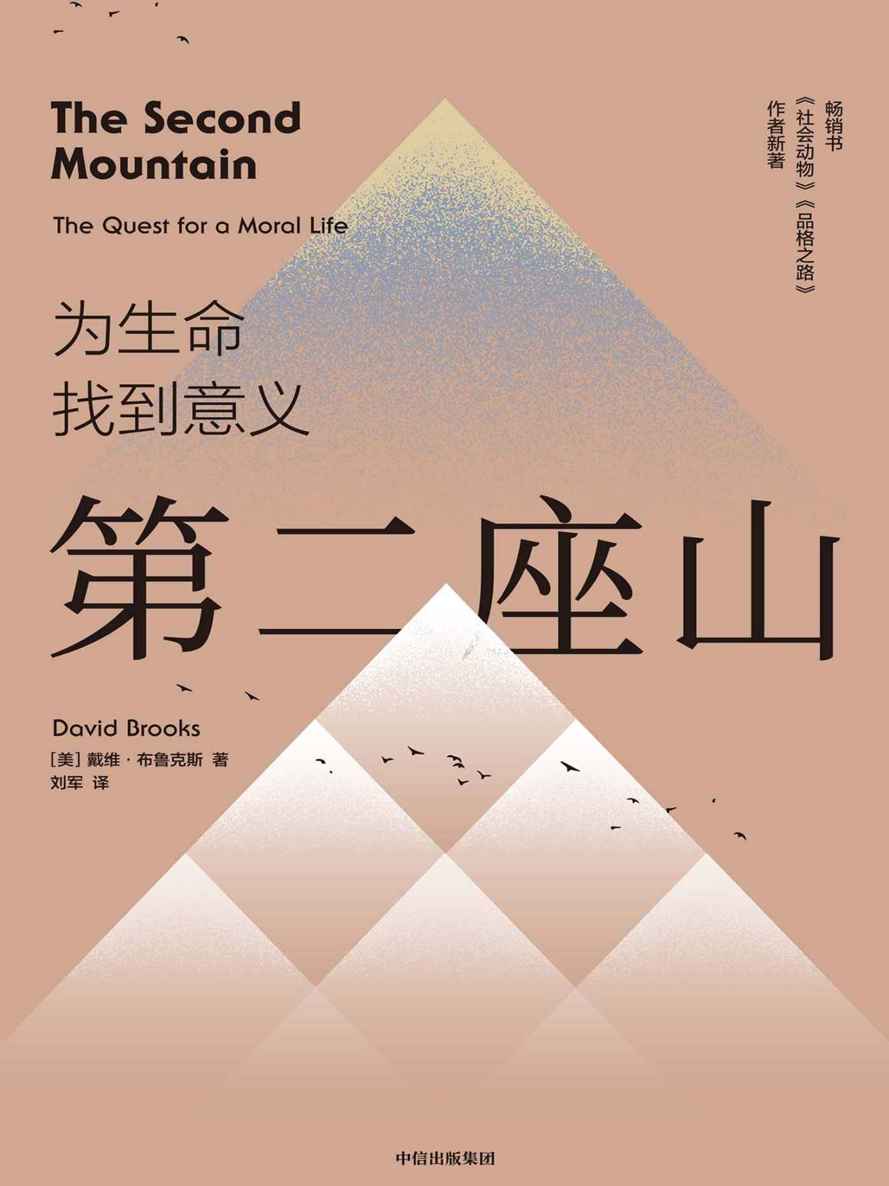 The Second
Mountain
The Quest for a Moral Life
畅销书
《社会动物》《品格之路》
作者新著
为生命
找到意义
第二座山
David Brooks
[美] 戴维·布鲁克斯 著
刘军 译
中信出版集团